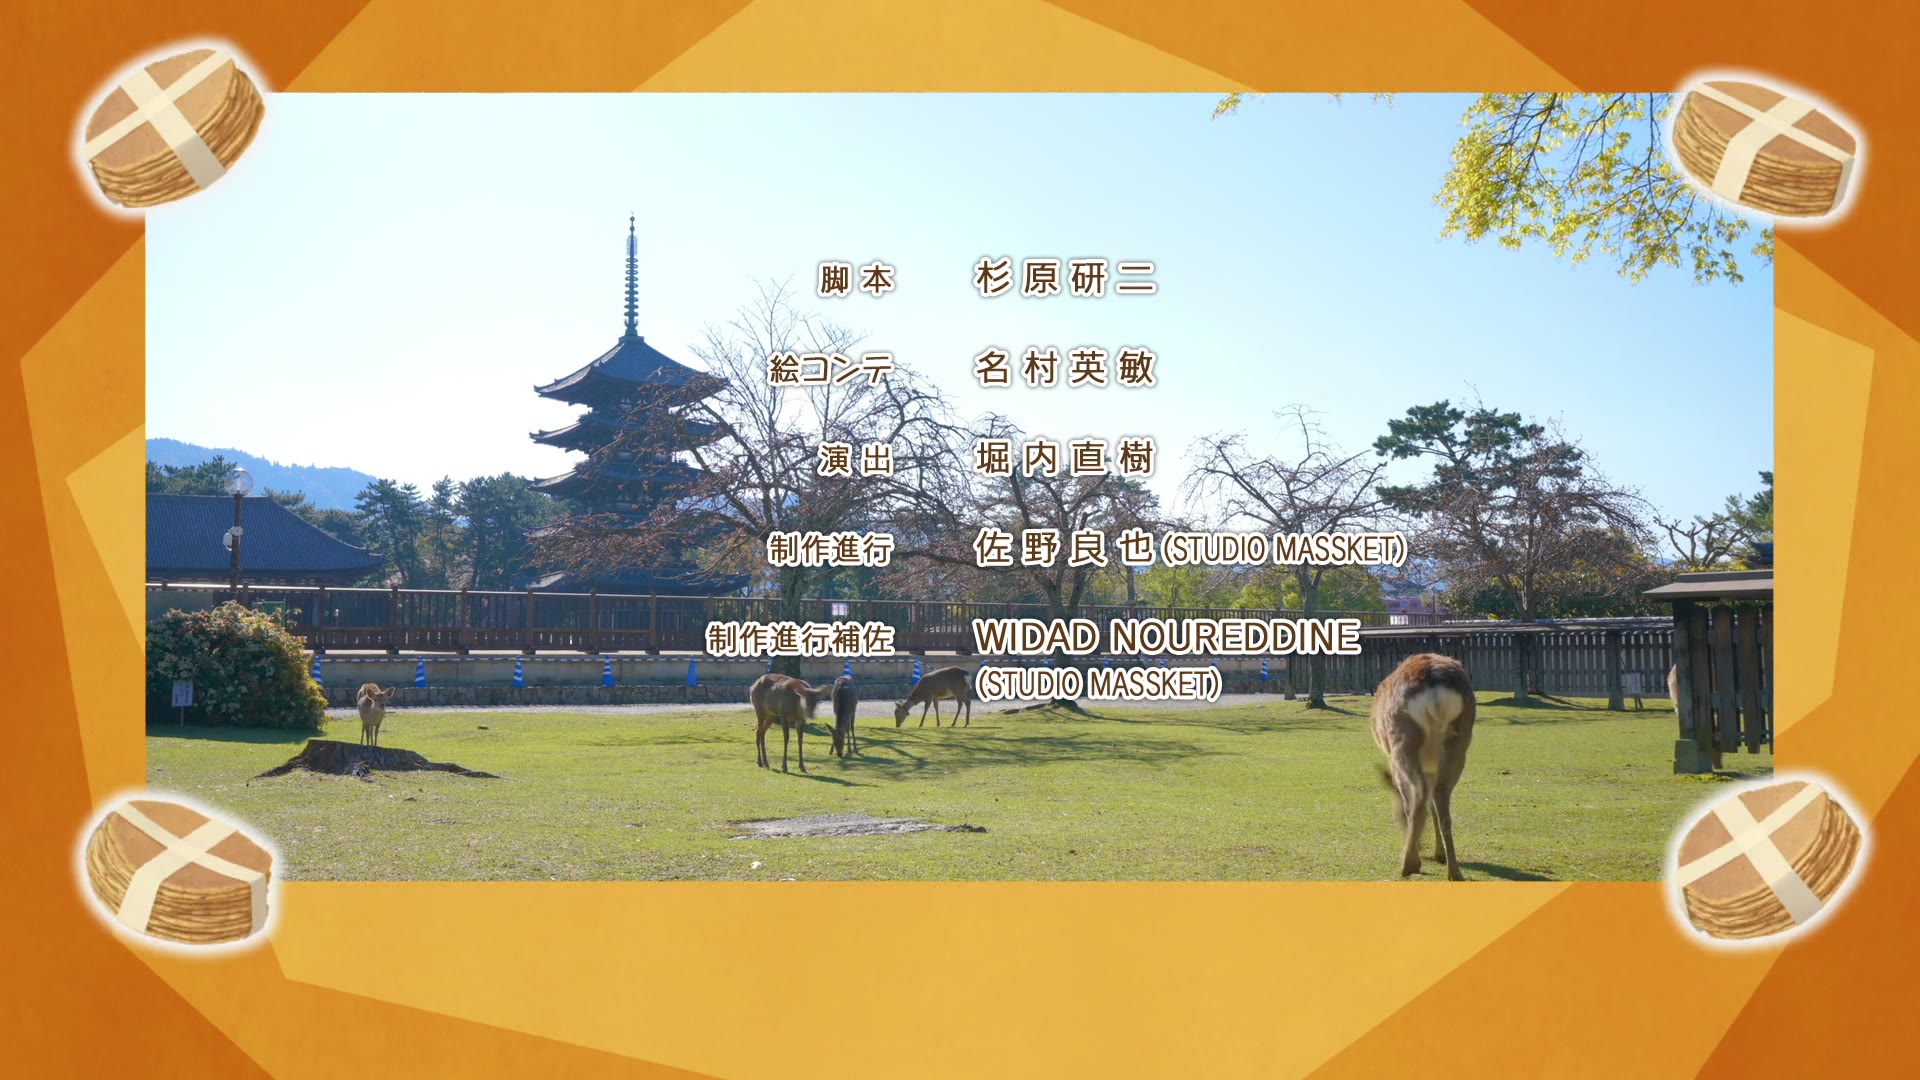 脚本 杉原研二
絵コンテ 名村英敏
演出 堀内直樹
制作進行 佐野良也(STUDIO MASSKET)
制作進行補佐 WIDAD NOUREDDINE
(STUDIO MASSKET)